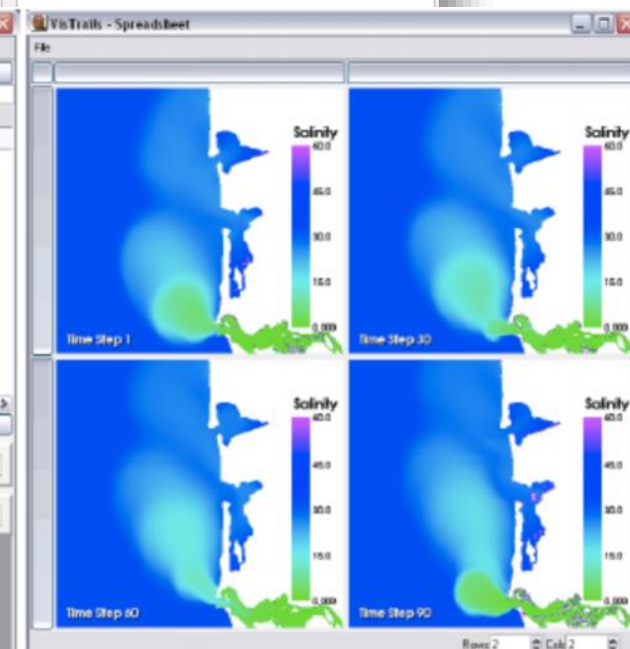 VisTrails - Spreadsheet
File
Salinity
60.0
45.0
30.0
15.0
0.000
Time Step 1
Salinity
60.0
45.0
30.0
15.0
0.000
Time Step 30
Salinity
60.0
45.0
30.0
15.0
0.000
Time Step 60
Salinity
60.0
45.0
30.0
15.0
0.000
Time Step 90
Rows 2 Cols 2